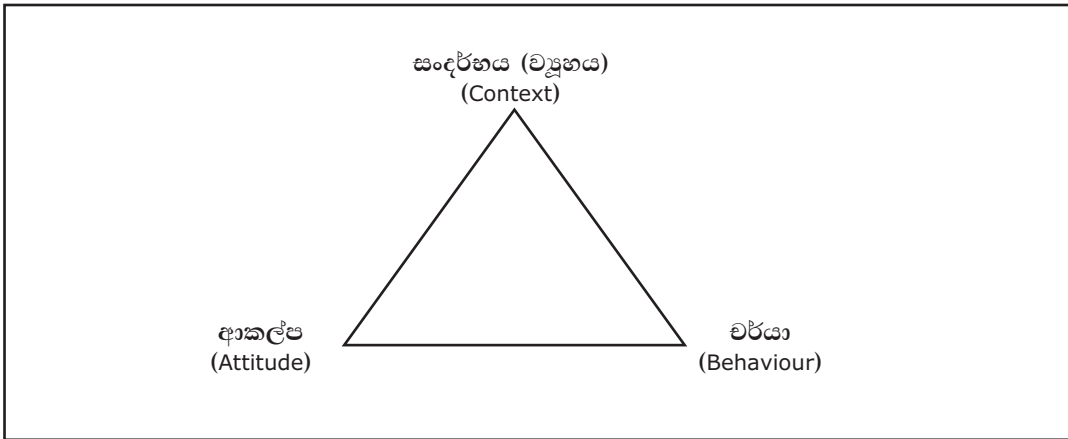 සංදර්භය (ව්‍යූහය)
(Context)
ආකල්ප
(Attitude)
චර්යා
(Behaviour)